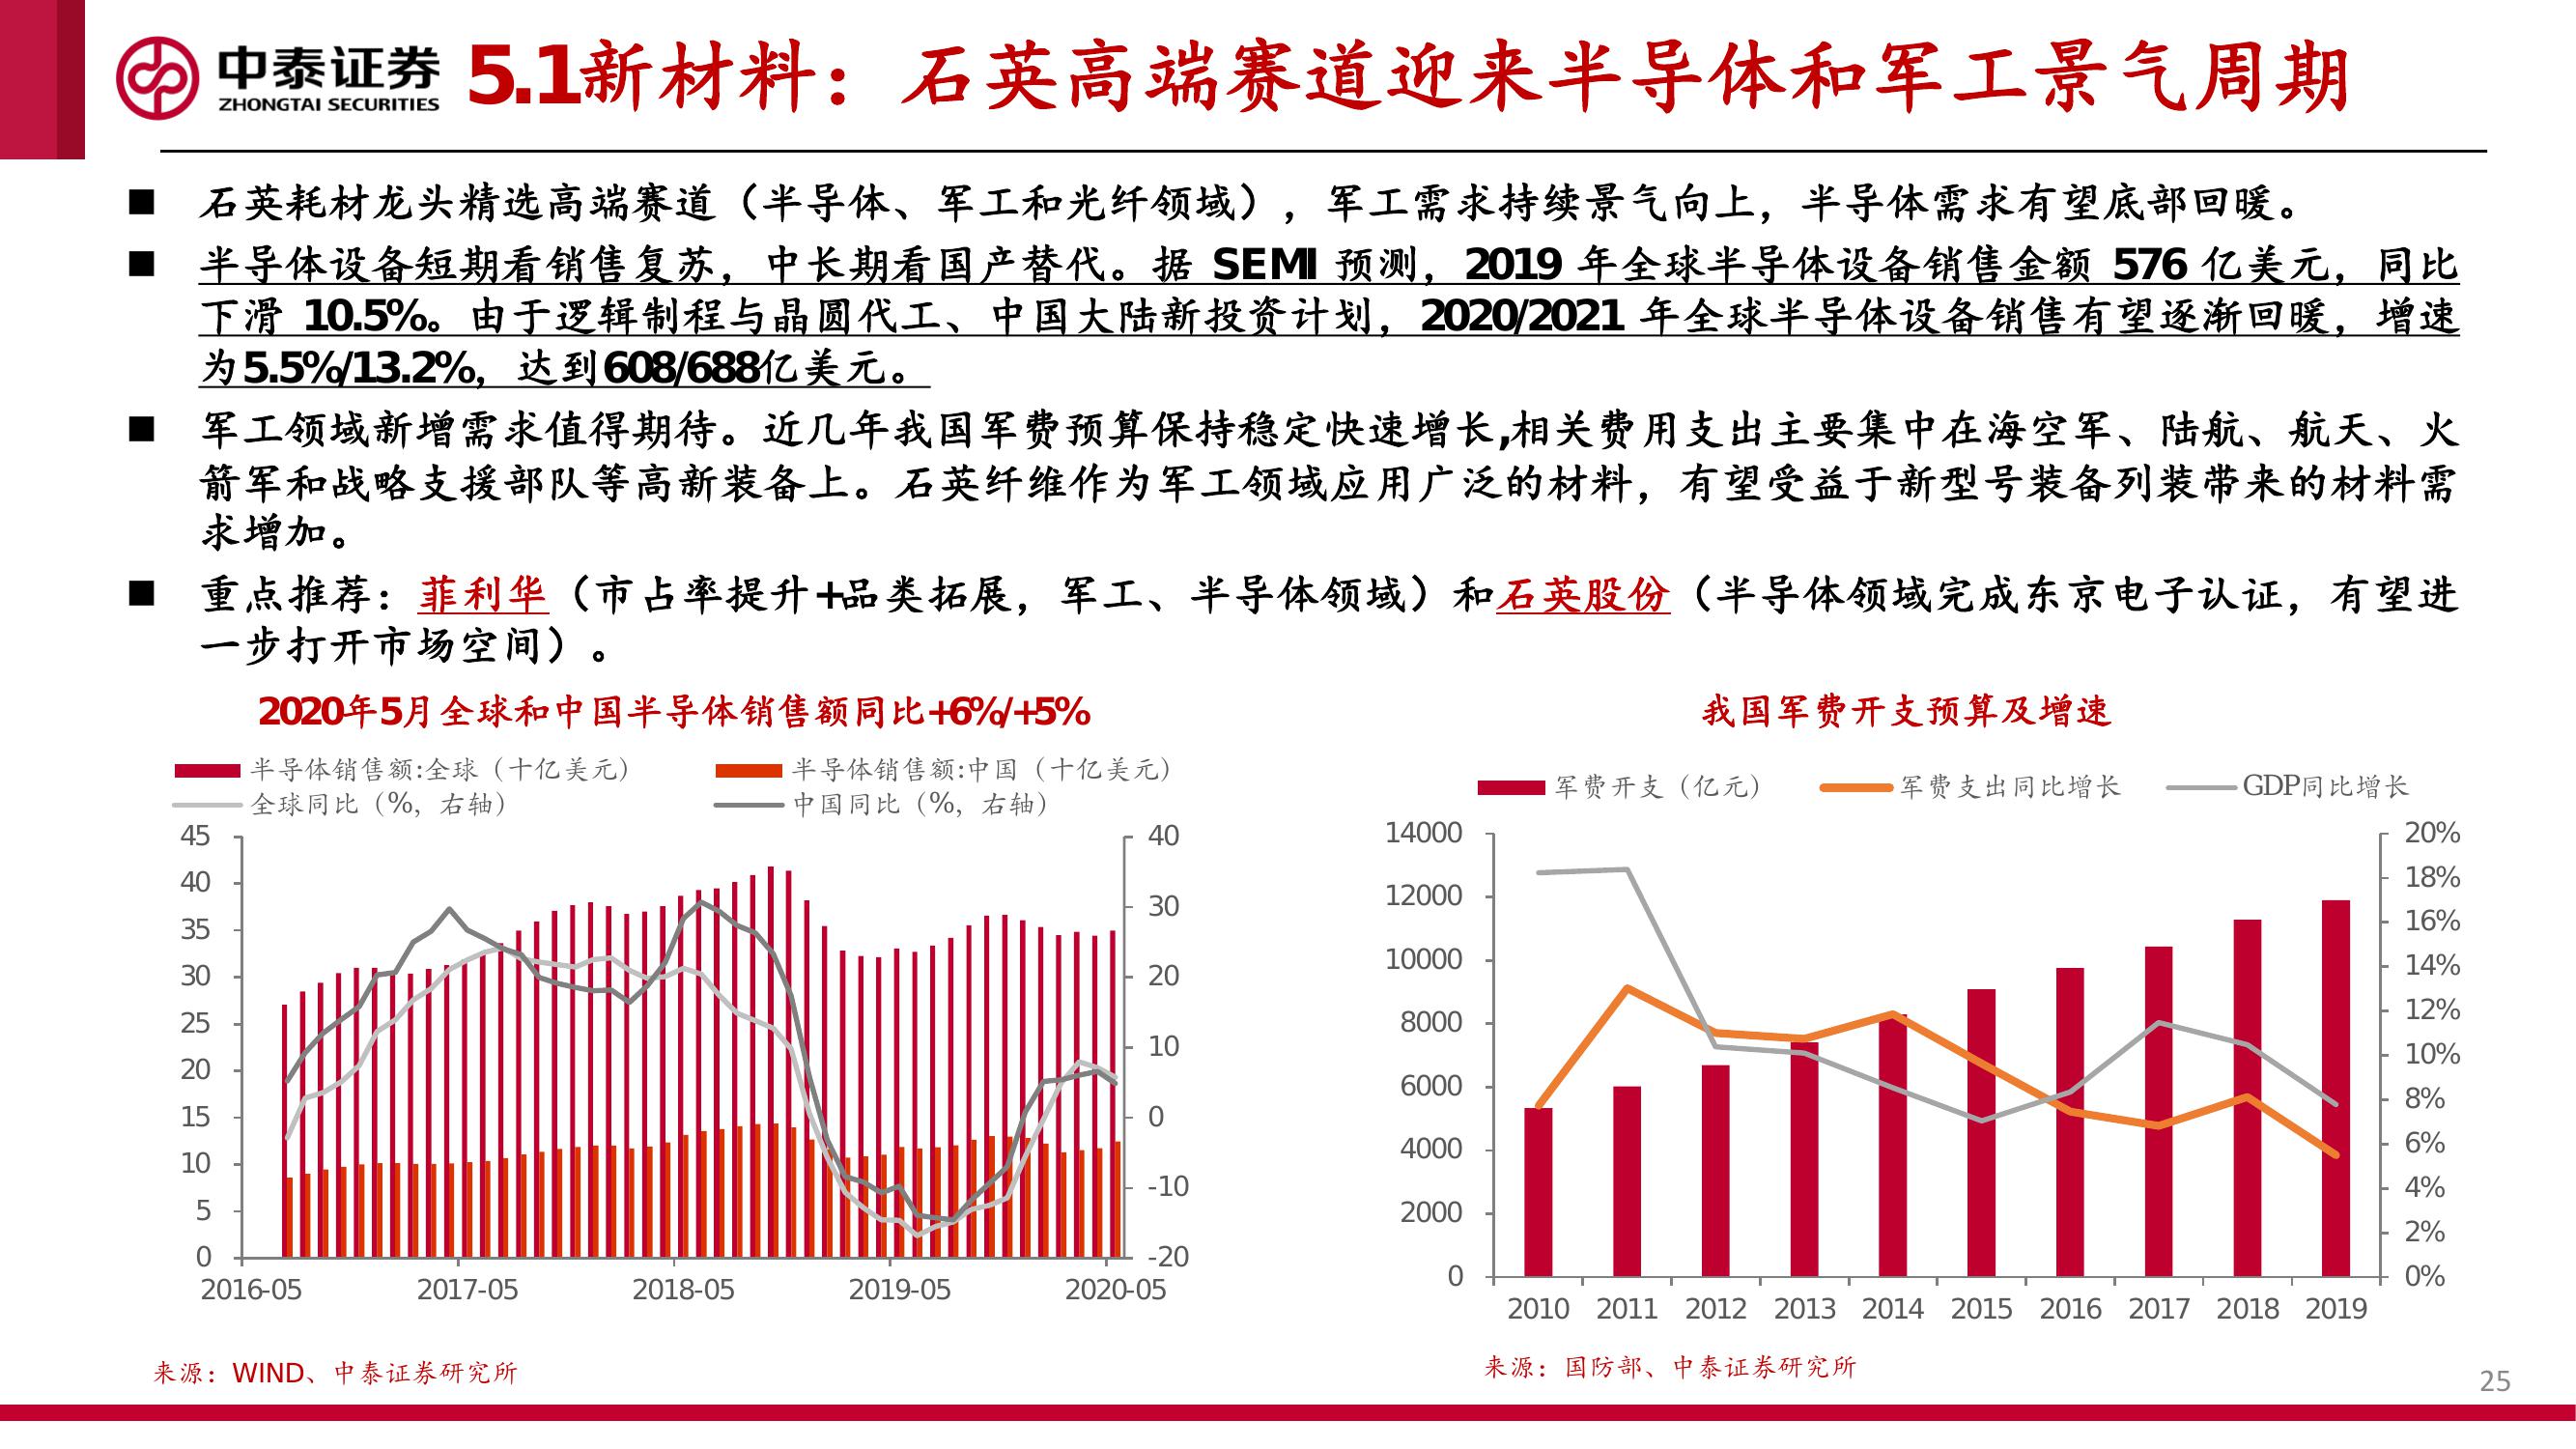 中泰证券
ZHONGTAI SECURITIES
5.1新材料：石英高端赛道迎来半导体和军工景气周期
■ 石英耗材龙头精选高端赛道（半导体、军工和光纤领域），军工需求持续景气向上，半导体需求有望底部回暖。
■ 半导体设备短期看销售复苏，中长期看国产替代。据 SEMI 预测，2019 年全球半导体设备销售金额 576 亿美元，同比
下滑 10.5%。由于逻辑制程与晶圆代工、中国大陆新投资计划，2020/2021 年全球半导体设备销售有望逐渐回暖，增速
为5.5%/13.2%，达到608/688亿美元。
■ 军工领域新增需求值得期待。近几年我国军费预算保持稳定快速增长,相关费用支出主要集中在海空军、陆航、航天、火
箭军和战略支援部队等高新装备上。石英纤维作为军工领域应用广泛的材料，有望受益于新型号装备列装带来的材料需
求增加。
■ 重点推荐：菲利华（市占率提升+品类拓展，军工、半导体领域）和石英股份（半导体领域完成东京电子认证，有望进
一步打开市场空间）。
2020年5月全球和中国半导体销售额同比+6%/+5%
半导体销售额:全球（十亿美元） 半导体销售额:中国（十亿美元）
全球同比（%，右轴） 中国同比（%，右轴）
45
40
35
30
25
20
15
10
5
0
40
30
20
10
0
-10
-20
2016-05 2017-05 2018-05 2019-05 2020-05
来源：WIND、中泰证券研究所
我国军费开支预算及增速
军费开支（亿元） 军费支出同比增长 GDP同比增长
14000
12000
10000
8000
6000
4000
2000
0
20%
18%
16%
14%
12%
10%
8%
6%
4%
2%
0%
2010 2011 2012 2013 2014 2015 2016 2017 2018 2019
来源：国防部、中泰证券研究所
25